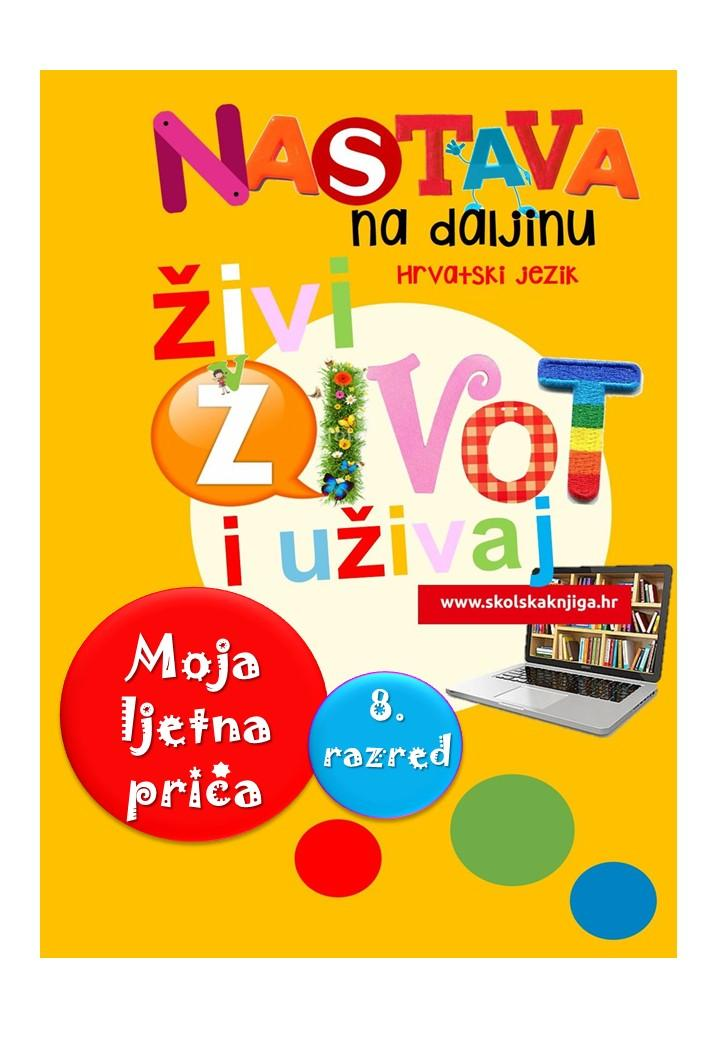 NASTAVA
na daljinu
Hrvatski jezik
živi
ŽIVOT
i uživaj
www.skolskaknjiga.hr
Moja
ljetna
priča
8.
razred